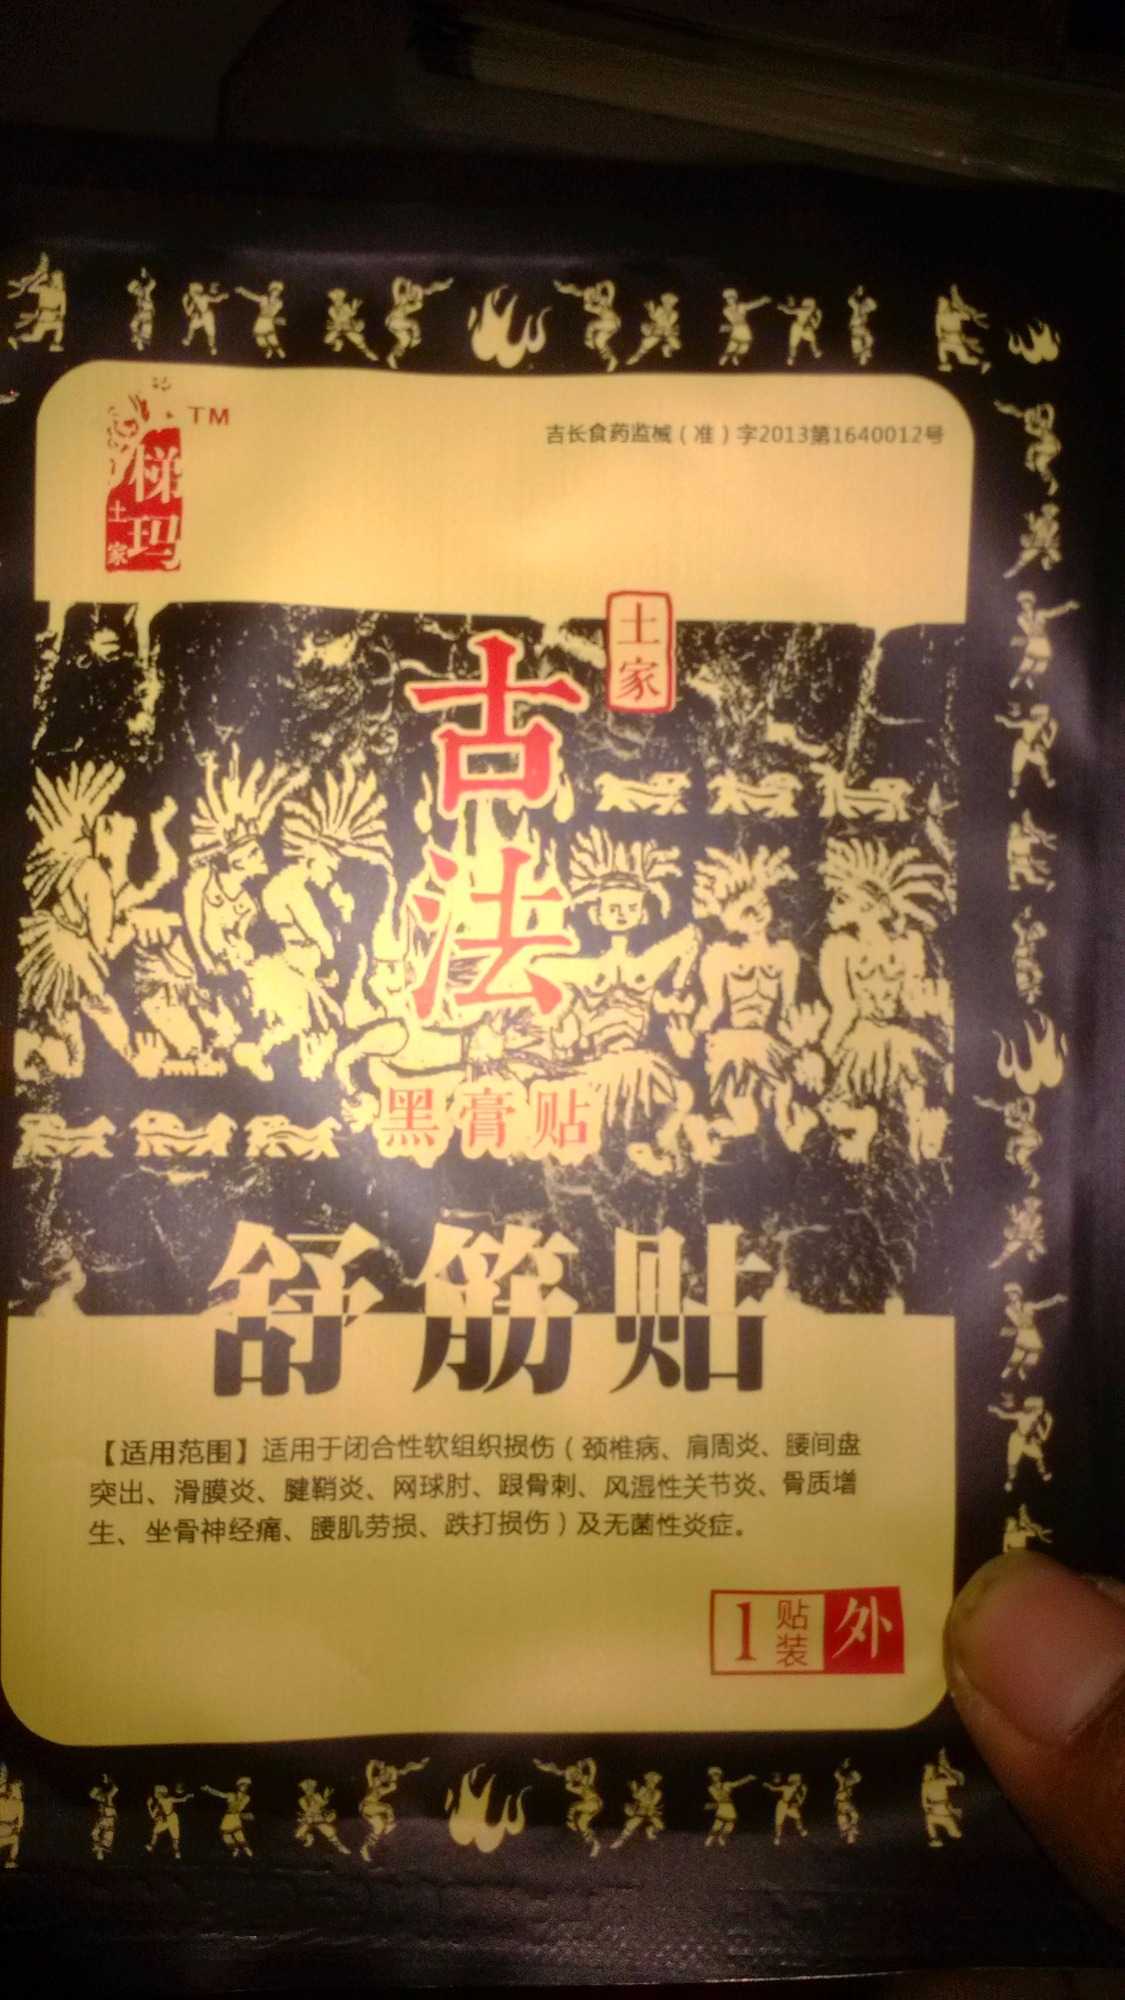 梯玛
土家
TM
吉长食药监械（准）字2013第1640012号
土家
古法
黑膏贴
舒筋贴
【适用范围】适用于闭合性软组织损伤（颈椎病、肩周炎、腰间盘
突出、滑膜炎、腱鞘炎、网球肘、跟骨刺、风湿性关节炎、骨质增
生、坐骨神经痛、腰肌劳损、跌打损伤）及无菌性炎症。
1贴装 外